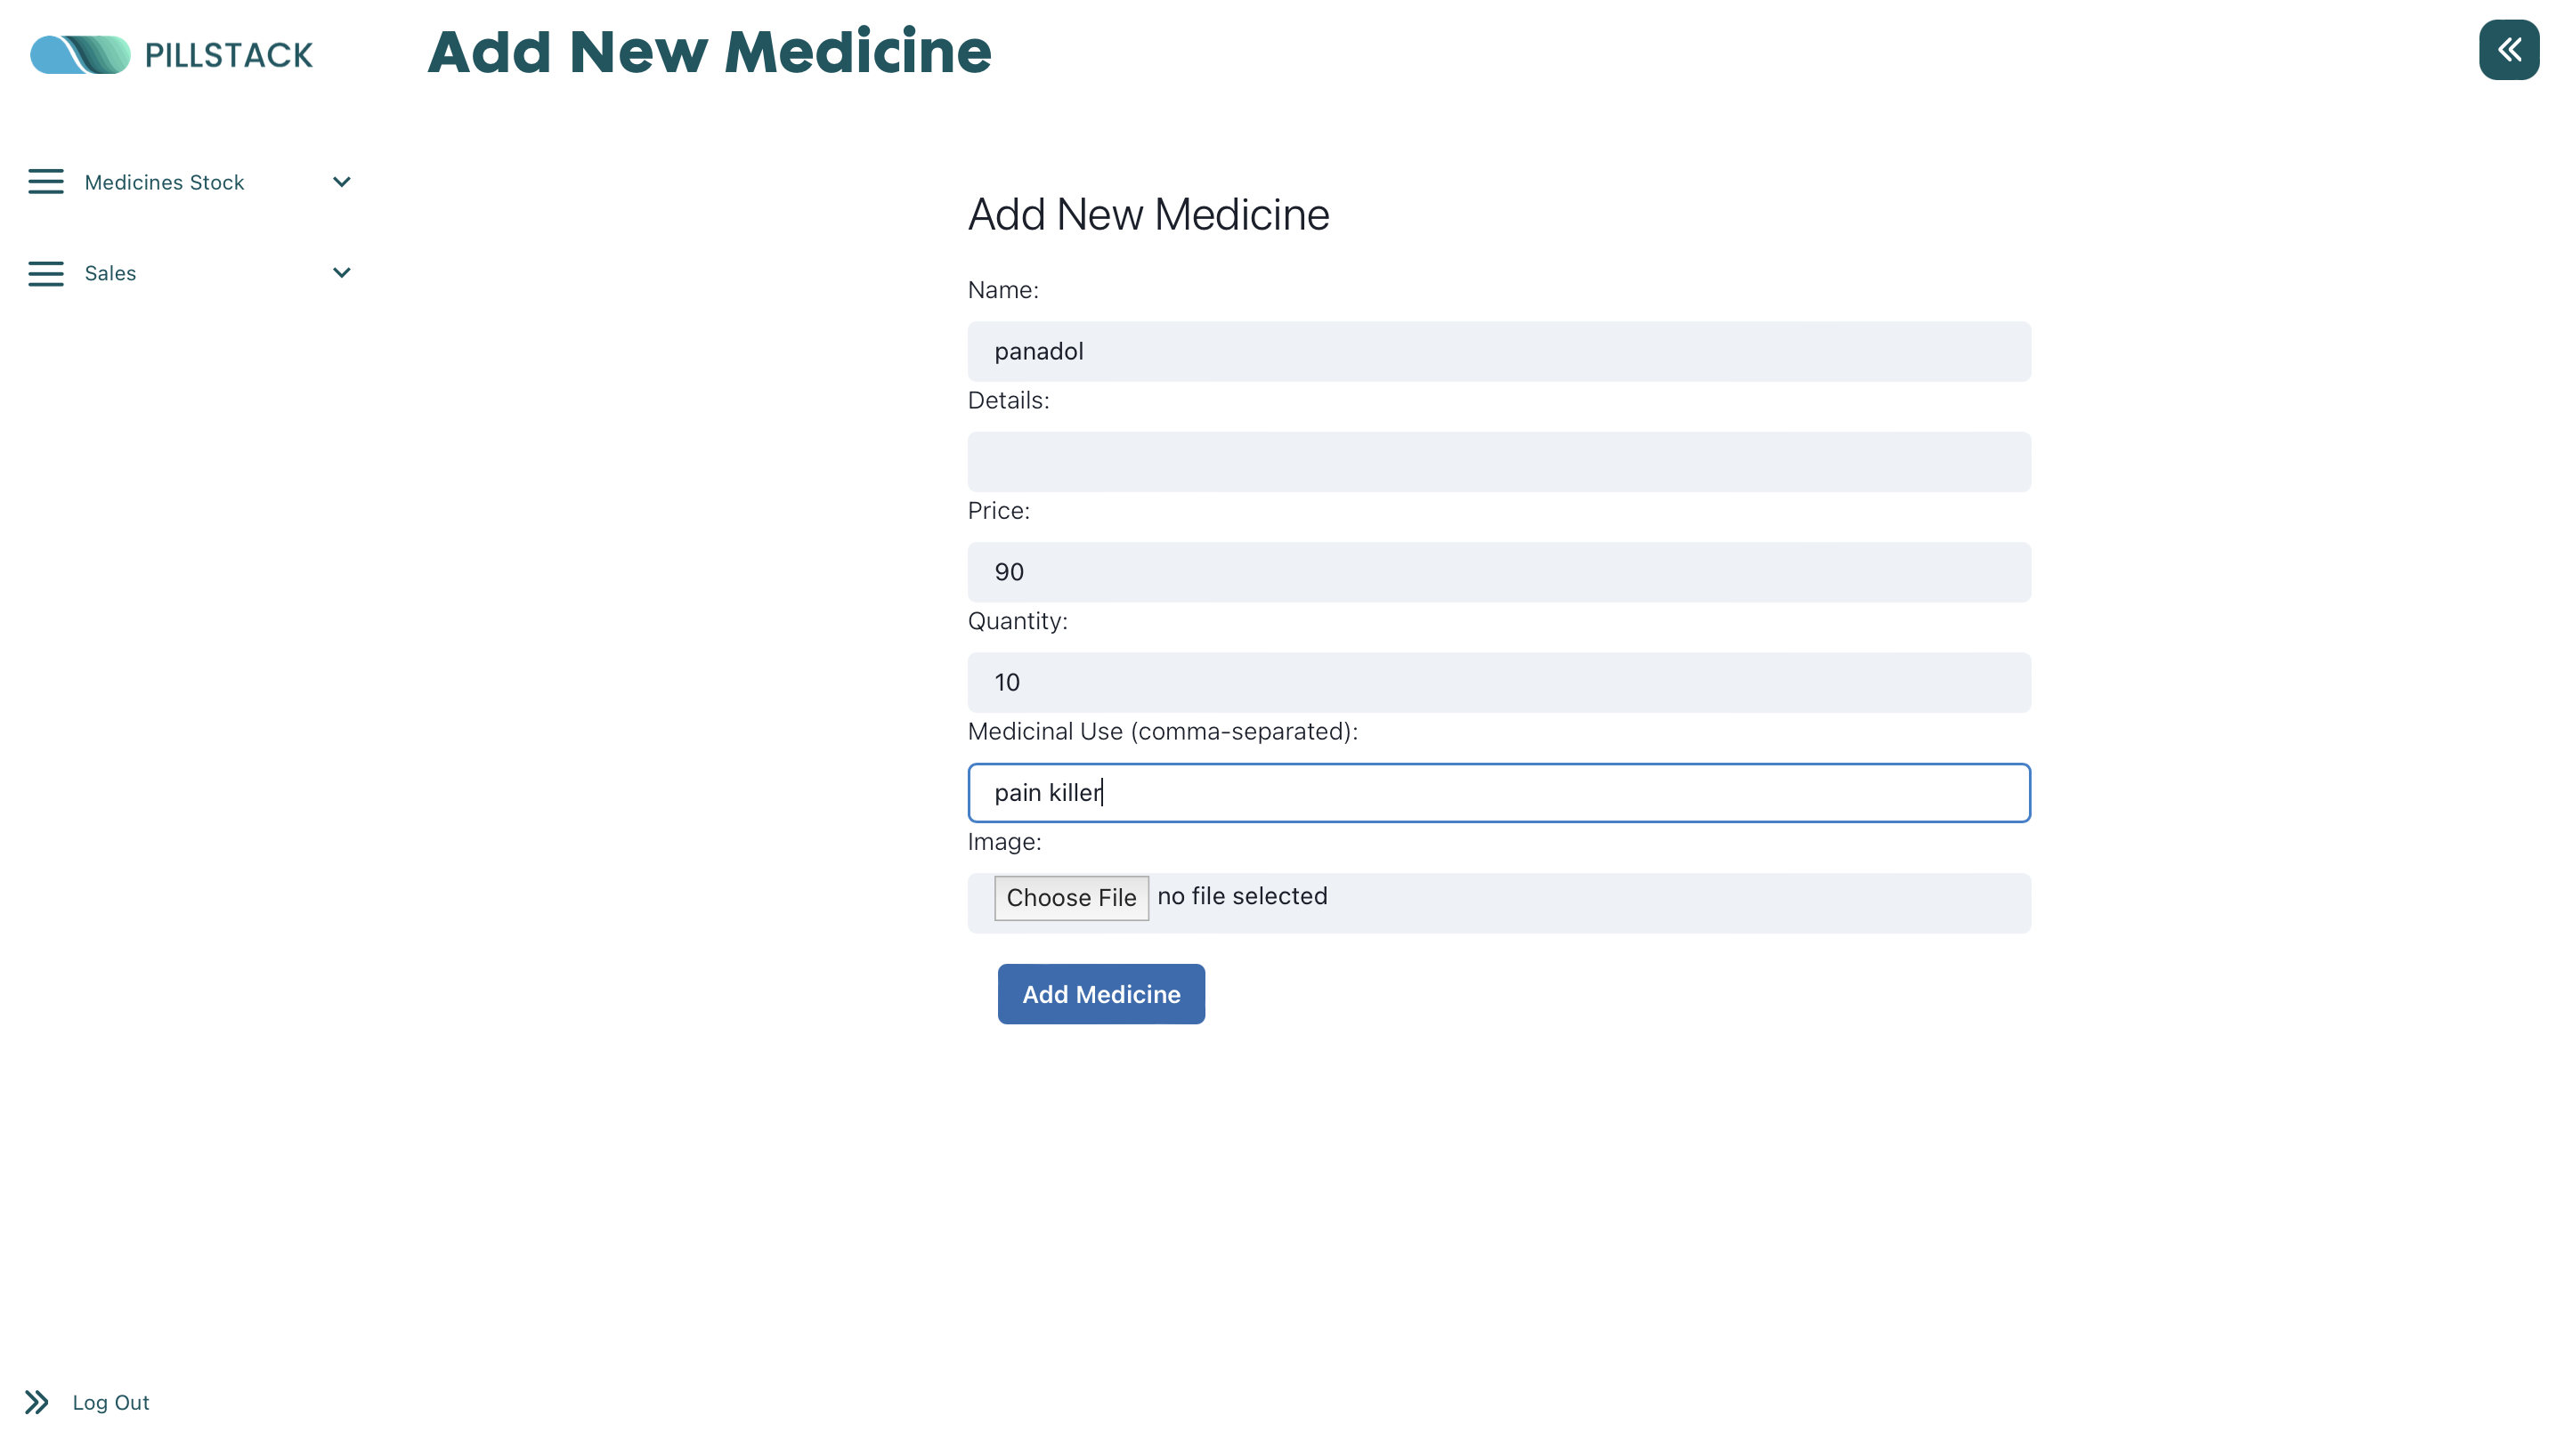 PILLSTACK
Add New Medicine
Medicines Stock
Sales
Add New Medicine
Name:
panadol
Details:
Price:
90
Quantity:
10
Medicinal Use (comma-separated):
pain killer
Image:
Choose File no file selected
Add Medicine
Log Out